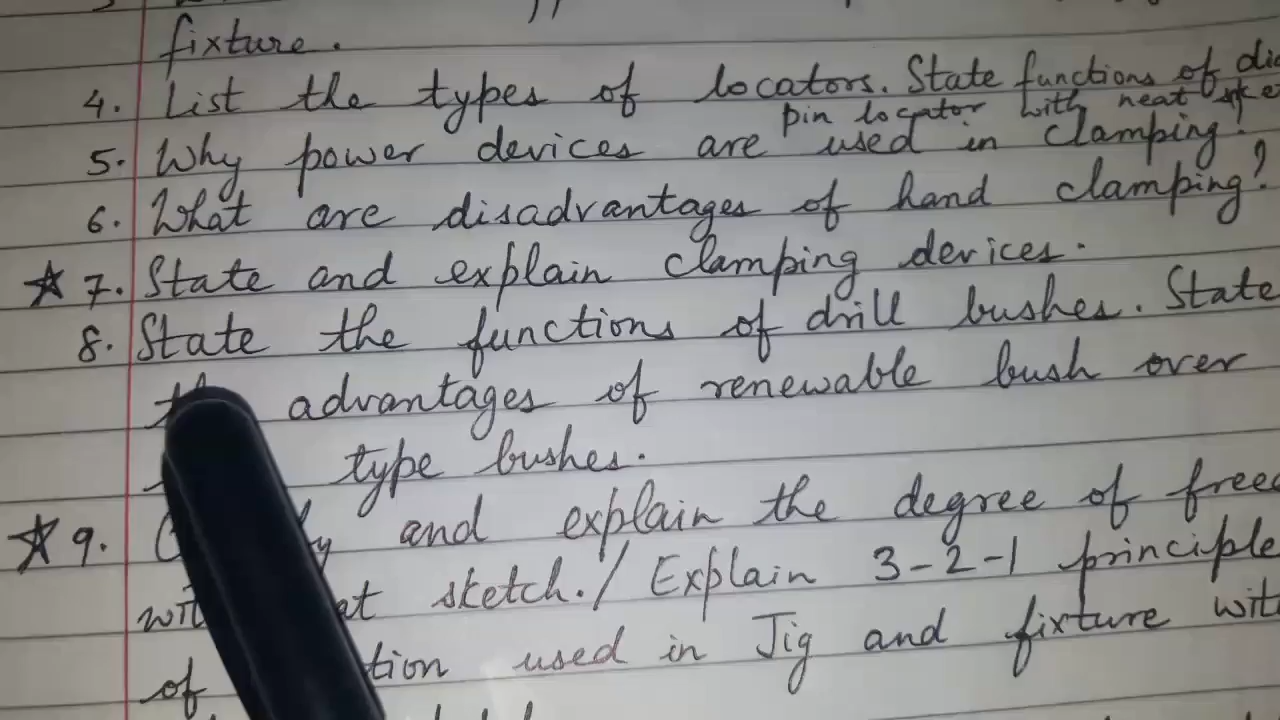 fixture.
4. List the types of locators. State functions of
pin locator with neat
5. Why power devices are used in clamping?
6. What are disadvantages of hand clamping?
☆ 7. State and explain clamping devices.
8. State the functions of drill bushes. State
advantages of renewable bush over
type bushes.
☆ 9. and explain the degree of
sketch./ Explain 3-2-1 principle
of used in Jig and fixture